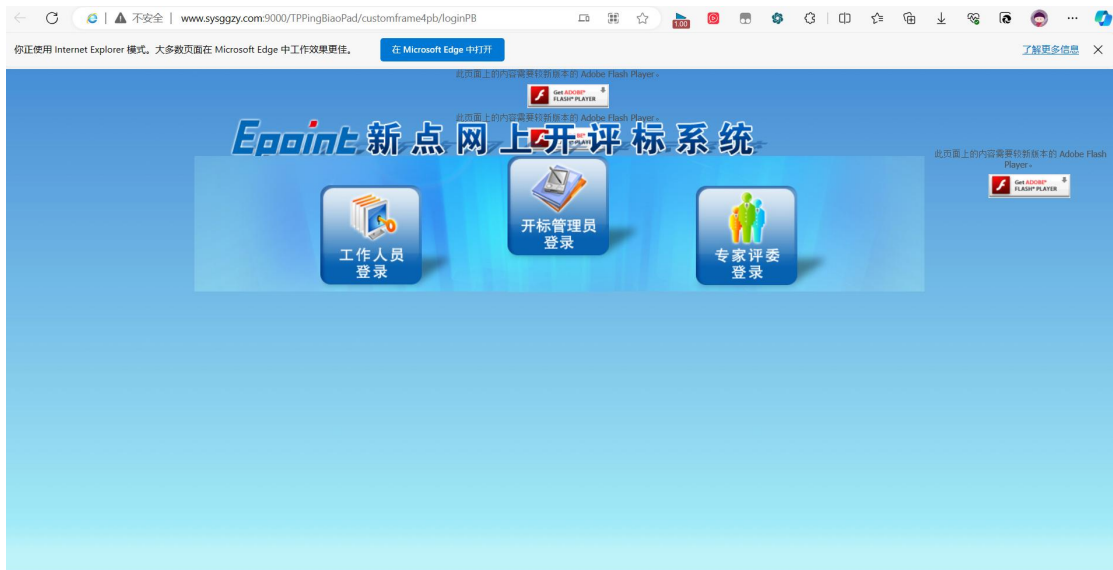 不安全 www.sysggzy.com:9000/TPPingBiaoPad/customframe4pb/loginPB
1.00
你正使用 Internet Explorer 模式。大多数页面在 Microsoft Edge 中工作效果更佳。 在 Microsoft Edge 中打开 了解更多信息
此页面上的内容需要较新版本的 Adobe Flash Player。
Get ADOBE®
FLASH® PLAYER
此页面上的内容需要较新版本的 Adobe Flash Player。
Epoint 新点网上开评标系统
此页面上的内容需要较新版本的 Adobe Flash
Player。
Get ADOBE®
FLASH® PLAYER
工作人员
登录
开标管理员
登录
专家评委
登录